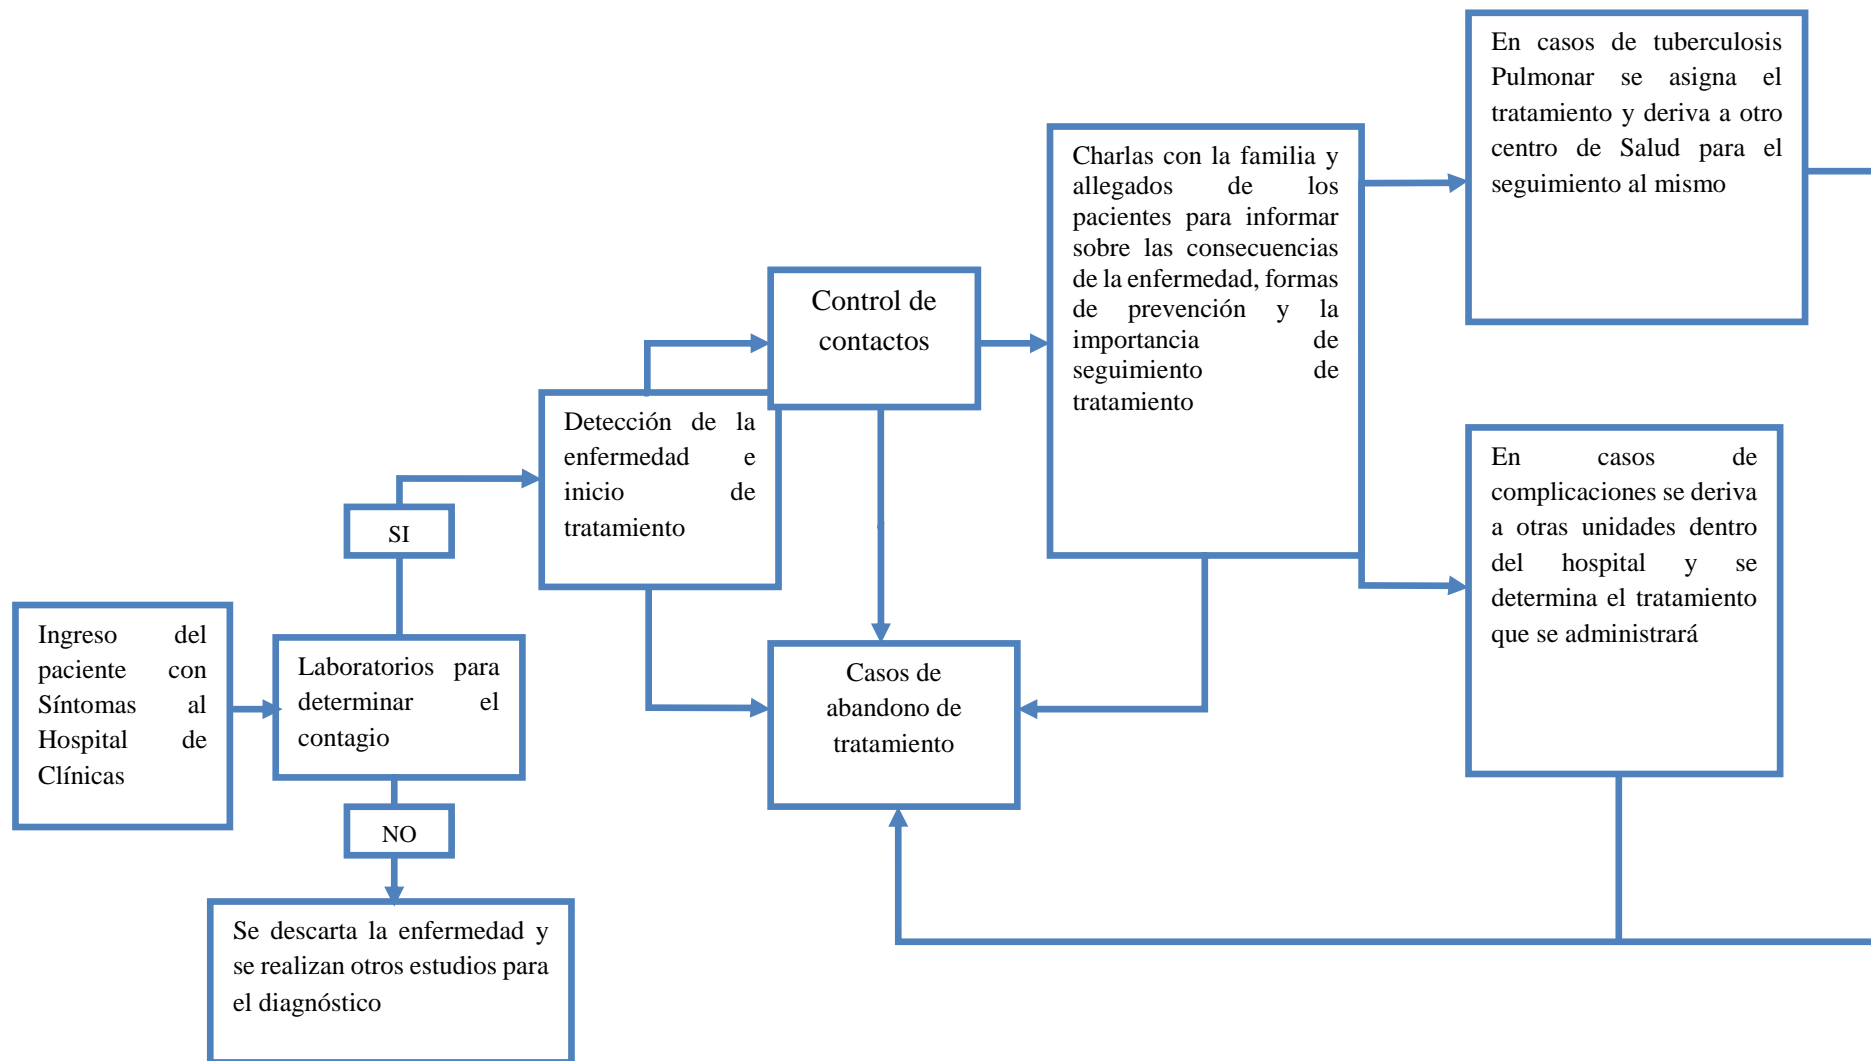 Ingreso del
paciente con
Síntomas al
Hospital de
Clínicas
Laboratorios para
determinar el
contagio
SI
NO
Se descarta la enfermedad y
se realizan otros estudios para
el diagnóstico
Detección de la
enfermedad e
inicio de
tratamiento
Control de
contactos
Casos de
abandono de
tratamiento
Charlas con la familia y
allegados de los
pacientes para informar
sobre las consecuencias
de la enfermedad, formas
de prevención y la
importancia de
seguimiento de
tratamiento
En casos de tuberculosis
Pulmonar se asigna el
tratamiento y deriva a otro
centro de Salud para el
seguimiento al mismo
En casos de
complicaciones se deriva
a otras unidades dentro
del hospital y se
determina el tratamiento
que se administrará